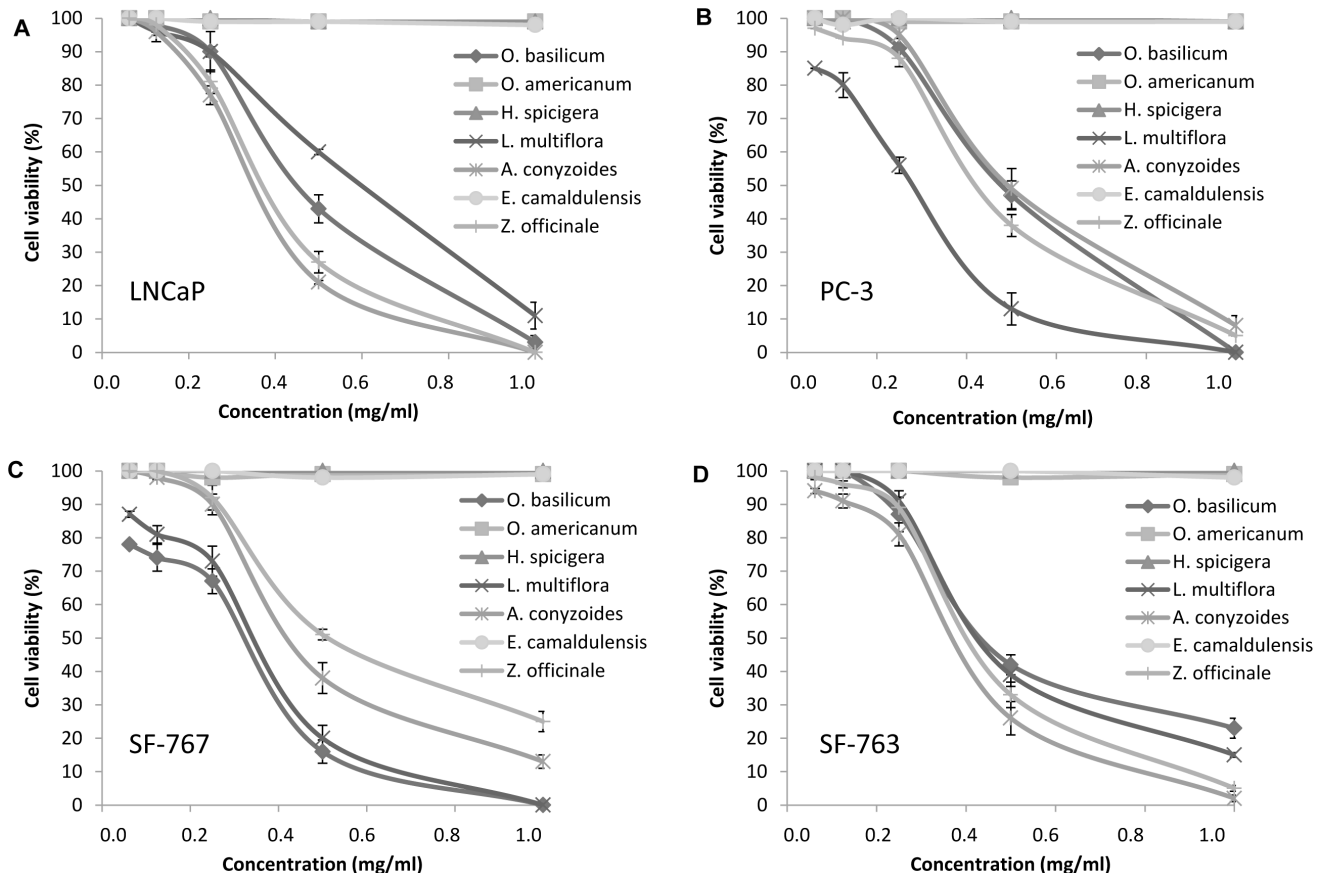 A
100
90
80
70
60
50
40
30
20
10
0
Cell viability (%)
O. basilicum
O. americanum
H. spicigera
L. multiflora
A. conyzoides
E. camaldulensis
Z. officinale
LNCaP
0.0 0.2 0.4 0.6 0.8 1.0
Concentration (mg/ml)
B
100
90
80
70
60
50
40
30
20
10
0
Cell viability (%)
O. basilicum
O. americanum
H. spicigera
L. multiflora
A. conyzoides
E. camaldulensis
Z. officinale
PC-3
0.0 0.2 0.4 0.6 0.8 1.0
Concentration (mg/ml)
C
100
90
80
70
60
50
40
30
20
10
0
Cell viability (%)
O. basilicum
O. americanum
H. spicigera
L. multiflora
A. conyzoides
E. camaldulensis
Z. officinale
SF-767
0.0 0.2 0.4 0.6 0.8 1.0
Concentration (mg/ml)
D
100
90
80
70
60
50
40
30
20
10
0
Cell viability (%)
O. basilicum
O. americanum
H. spicigera
L. multiflora
A. conyzoides
E. camaldulensis
Z. officinale
SF-763
0.0 0.2 0.4 0.6 0.8 1.0
Concentration (mg/ml)